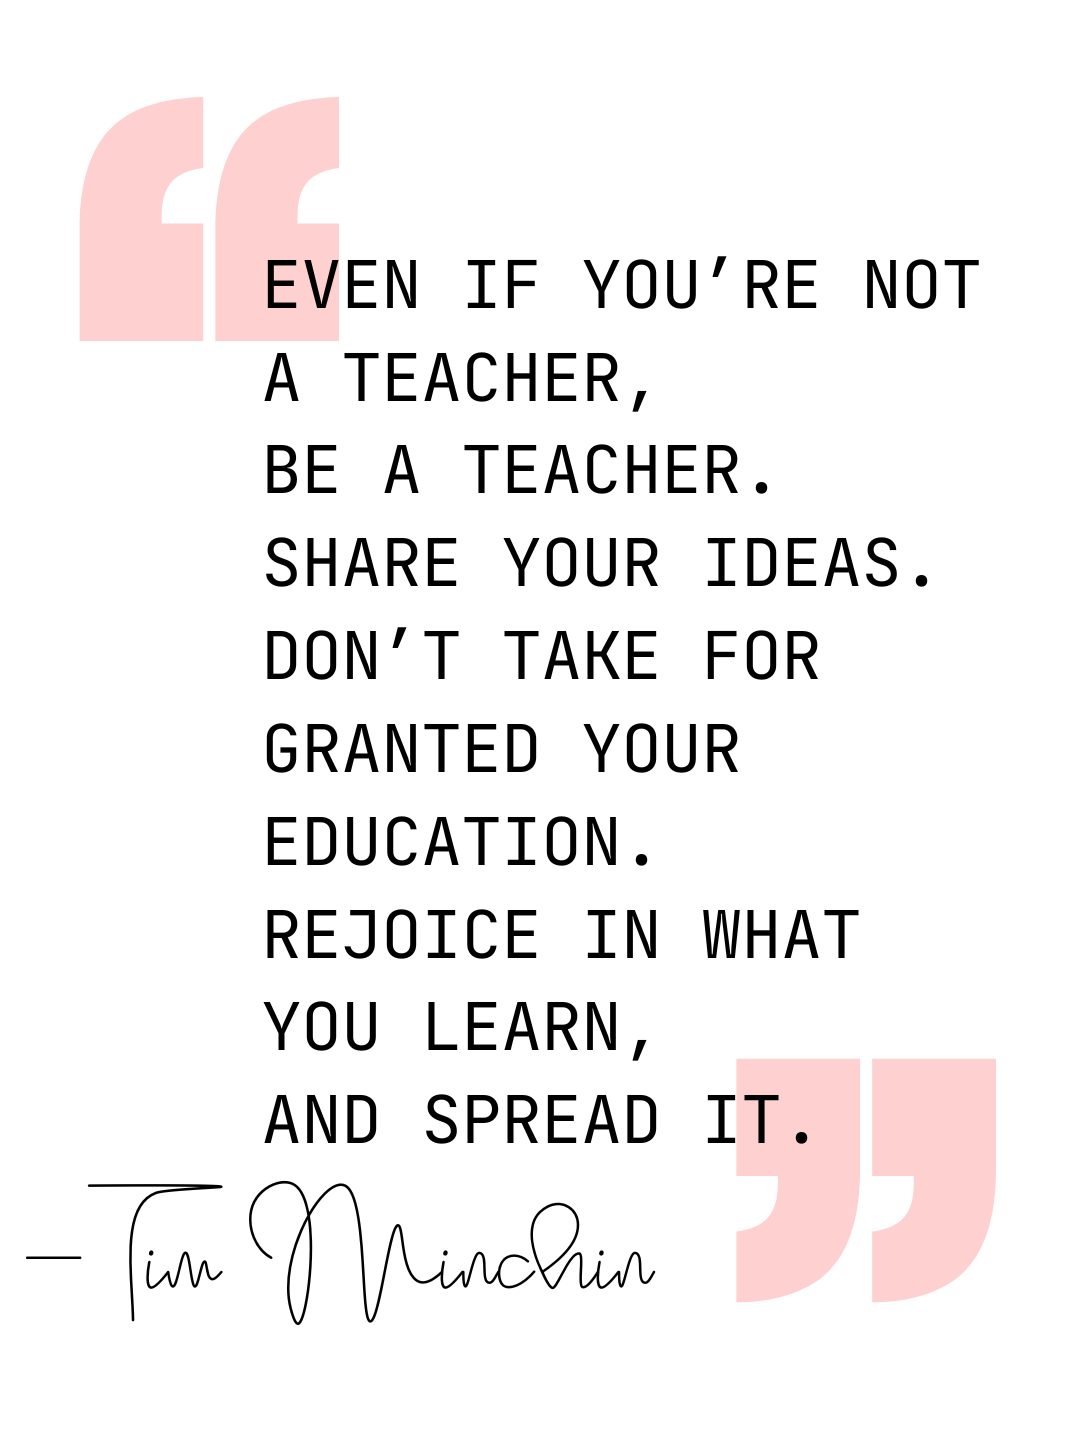 “
EVEN IF YOU’RE NOT
A TEACHER,
BE A TEACHER.
SHARE YOUR IDEAS.
DON’T TAKE FOR
GRANTED YOUR
EDUCATION.
REJOICE IN WHAT
YOU LEARN,
AND SPREAD IT.
”
— Tim Minchin